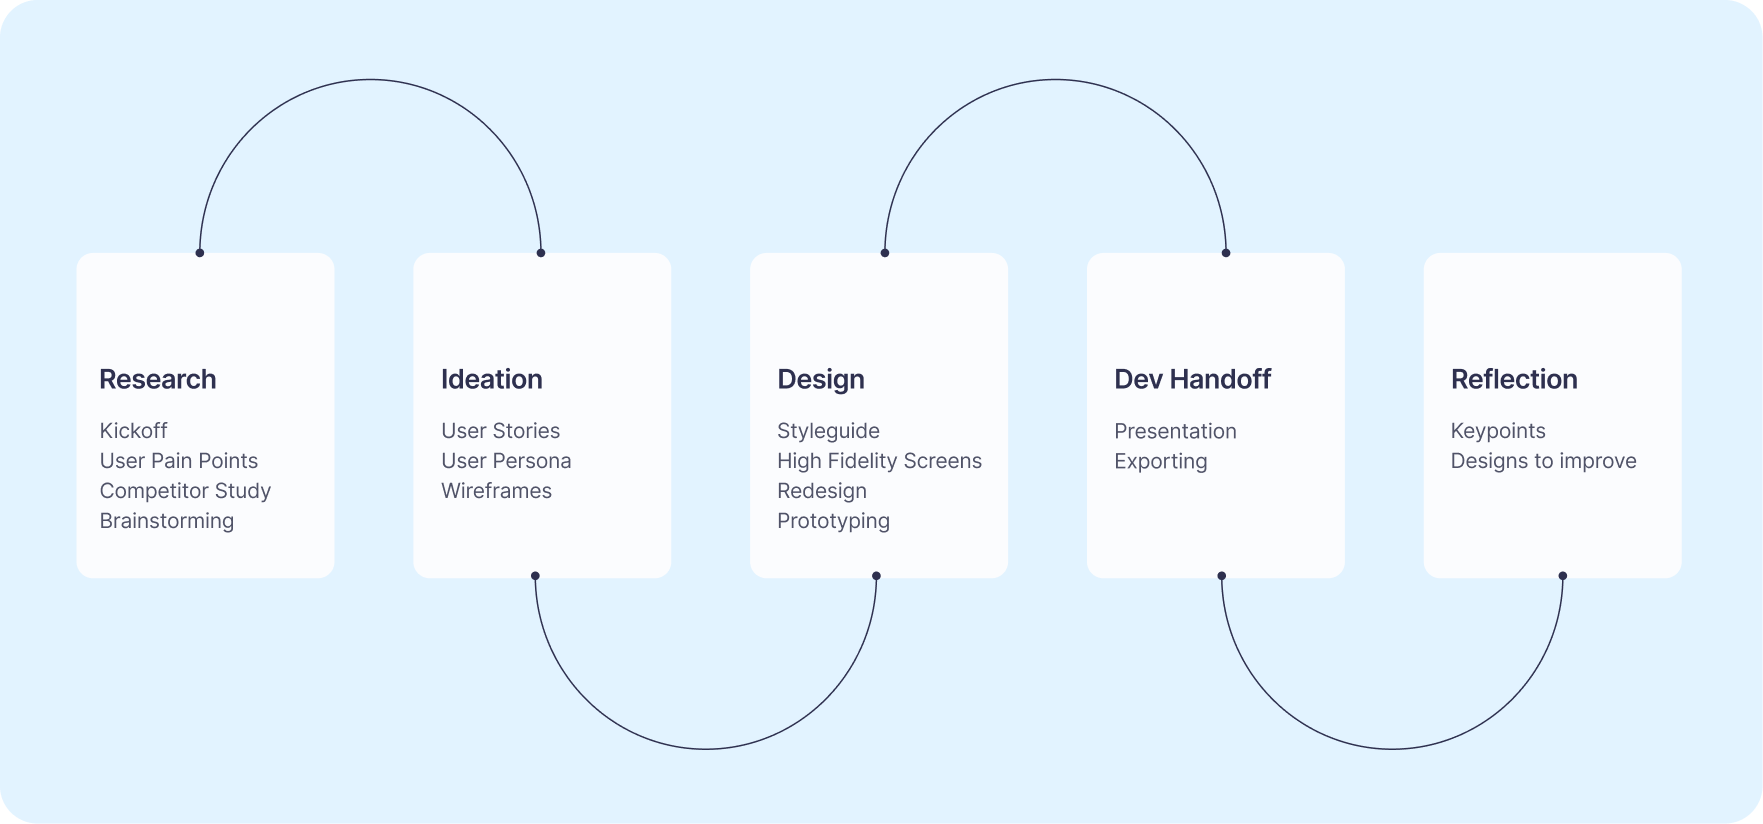 Research
Kickoff
User Pain Points
Competitor Study
Brainstorming
Ideation
User Stories
User Persona
Wireframes
Design
Styleguide
High Fidelity Screens
Redesign
Prototyping
Dev Handoff
Presentation
Exporting
Reflection
Keypoints
Designs to improve